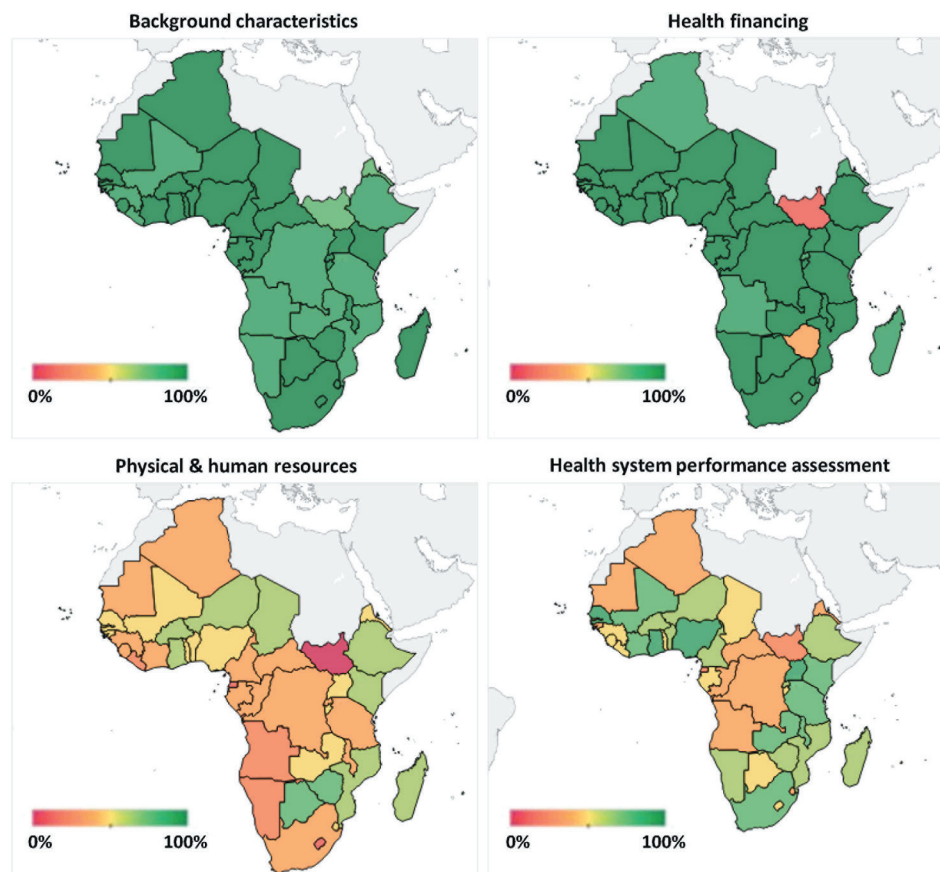 Background characteristics
Health financing
0%
100%
0%
100%
Physical & human resources
Health system performance assessment
0%
100%
0%
100%